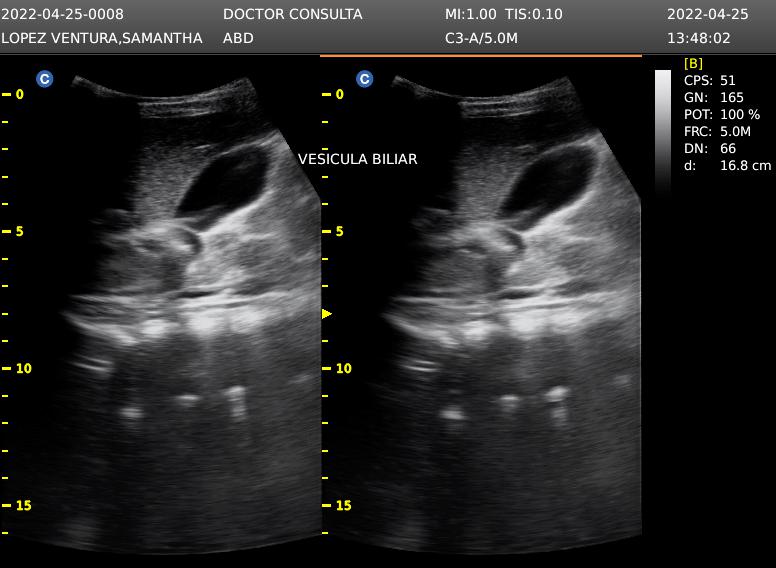 2022-04-25-0008 DOCTOR CONSULTA MI:1.00 TIS:0.10 2022-04-25
LOPEZ VENTURA,SAMANTHA ABD C3-A/5.0M 13:48:02
[B]
CPS: 51
GN: 165
POT: 100 %
FRC: 5.0M
DN: 66
d: 16.8 cm
C C
0 0
VESICULA BILIAR
5 5
10 10
15 15